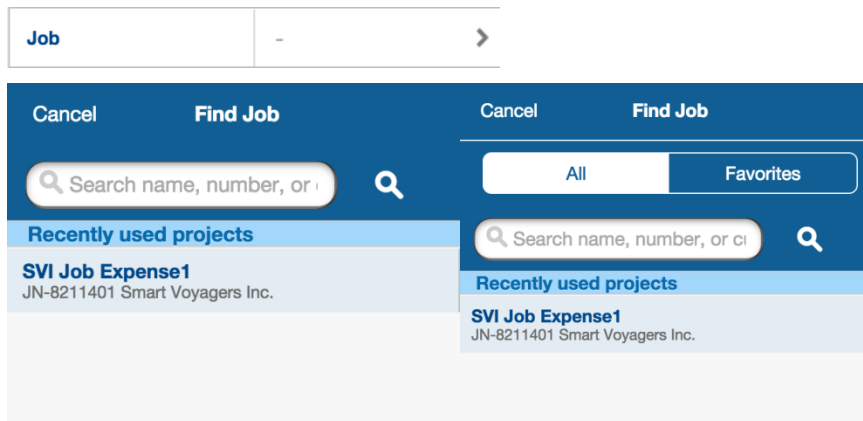 Job -
Cancel Find Job
Search name, number, or
Recently used projects
SVI Job Expense1
JN-8211401 Smart Voyagers Inc.
Cancel Find Job
All Favorites
Search name, number, or cu
Recently used projects
SVI Job Expense1
JN-8211401 Smart Voyagers Inc.